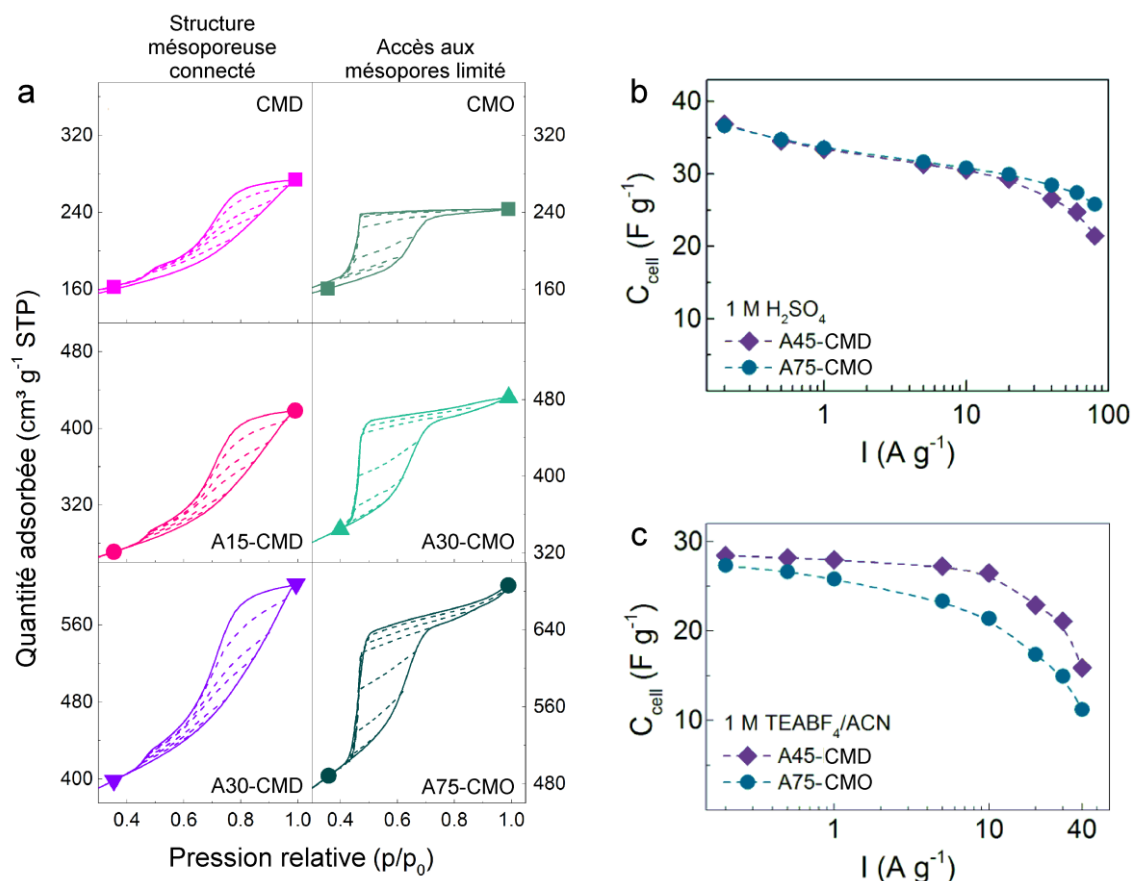 Structure
mésoporeuse
connecté
Accès aux
mésopores limité
a
CMD
CMO
320
240
160
320
240
160
480
400
320
A15-CMD
A30-CMO
480
400
320
560
480
400
A30-CMD
A75-CMO
640
560
480
0.4 0.6 0.8 1.0 0.4 0.6 0.8 1.0
Quantité adsorbée (cm³ g⁻¹ STP)
Pression relative (p/p₀)
b
40
30
20
10
C_cell (F g⁻¹)
1 M H₂SO₄
A45-CMD
A75-CMO
1 10 100
I (A g⁻¹)
c
30
20
10
C_cell (F g⁻¹)
1 M TEABF₄/ACN
A45-CMD
A75-CMO
1 10 40
I (A g⁻¹)